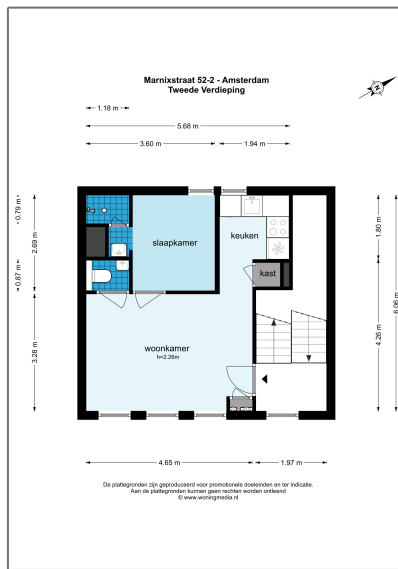 Marnixstraat 52-2 - Amsterdam
Tweede Verdieping
N
1.18 m
5.68 m
3.60 m
1.94 m
0.79 m
2.69 m
0.87 m
3.28 m
1.80 m
4.26 m
6.06 m
slaapkamer
keuken
kast
woonkamer
h=2.26m
4.65 m
1.97 m
De plattegronden zijn geproduceerd voor promotionele doeleinden en ter indicatie.
Aan de plattegronden kunnen geen rechten worden ontleend
© www.woningmedia.nl